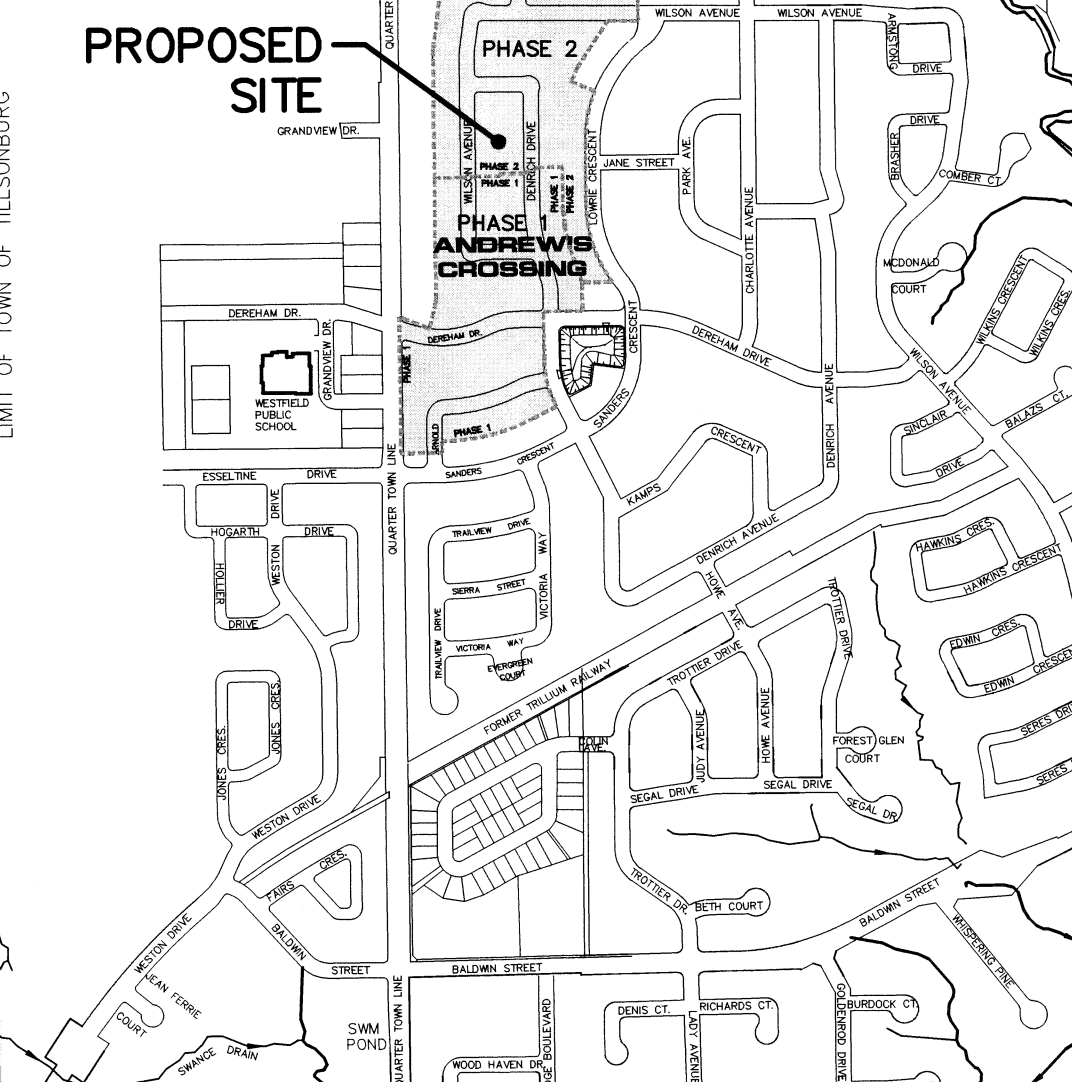 PROPOSED
SITE
LIMIT OF TOWN OF TILLSONBURG
QUARTER
WILSON AVENUE
WILSON AVENUE
ARMSTONG
DRIVE
PHASE 2
GRANDVIEW DR.
WILSON AVENUE
DENRICH DRIVE
PHASE 2
PHASE 1
PHASE 1
PHASE 2
LOWRIE CRESCENT
JANE STREET
PARK AVE.
DRIVE
BRASHER
COMBER CT.
CHARLOTTE AVENUE
PHASE 1
ANDREW'S
CROSSING
MCDONALD
COURT
WILKINS CRESCENT
WILKINS CRES.
DEREHAM DR.
GRANDVIEW DR.
DEREHAM DR.
CRESCENT
DEREHAM DRIVE
WILSON AVENUE
PHASE 1
WESTFIELD
PUBLIC
SCHOOL
SANDERS
DENRICH AVENUE
BALAZS CT.
SINCLAIR
DRIVE
ARNOLD
PHASE 1
CRESCENT
QUARTER TOWN LINE
SANDERS
CRESCENT
ESSELTINE
DRIVE
KAMPS
DRIVE
HOGARTH
DRIVE
WESTON
HOLLIER
DRIVE
TRAILVIEW DRIVE
SIERRA STREET
VICTORIA WAY
TRAILVIEW DRIVE
VICTORIA WAY
EVERGREEN
COURT
DENRICH AVENUE
HOWE AVE.
TROTTIER DRIVE
HAWKINS CRES.
HAWKINS CRESCENT
EDWIN CRES.
EDWIN CRESCENT
SERES DRI
SERES
FORMER TRILLIUM RAILWAY
TROTTIER DRIVE
JUDY AVENUE
HOWE AVENUE
FOREST GLEN
COURT
COLIN
AVE.
JONES CRES.
JONES CRES.
SEGAL DRIVE
SEGAL DRIVE
SEGAL DR.
WESTON DRIVE
FAIRS CRES.
TROTTIER DR.
BETH COURT
BALDWIN STREET
WHISPERING PINE
WESTON DRIVE
BALDWIN
STREET
BALDWIN STREET
JEAN FERRIE
COURT
SWANCE DRAIN
SWM
POND
QUARTER TOWN LINE
DENIS CT.
RICHARDS CT.
LADY AVENUE
GOLDENROD DRIVE
BURDOCK CT.
WOOD HAVEN DR.
GE BOULEVARD